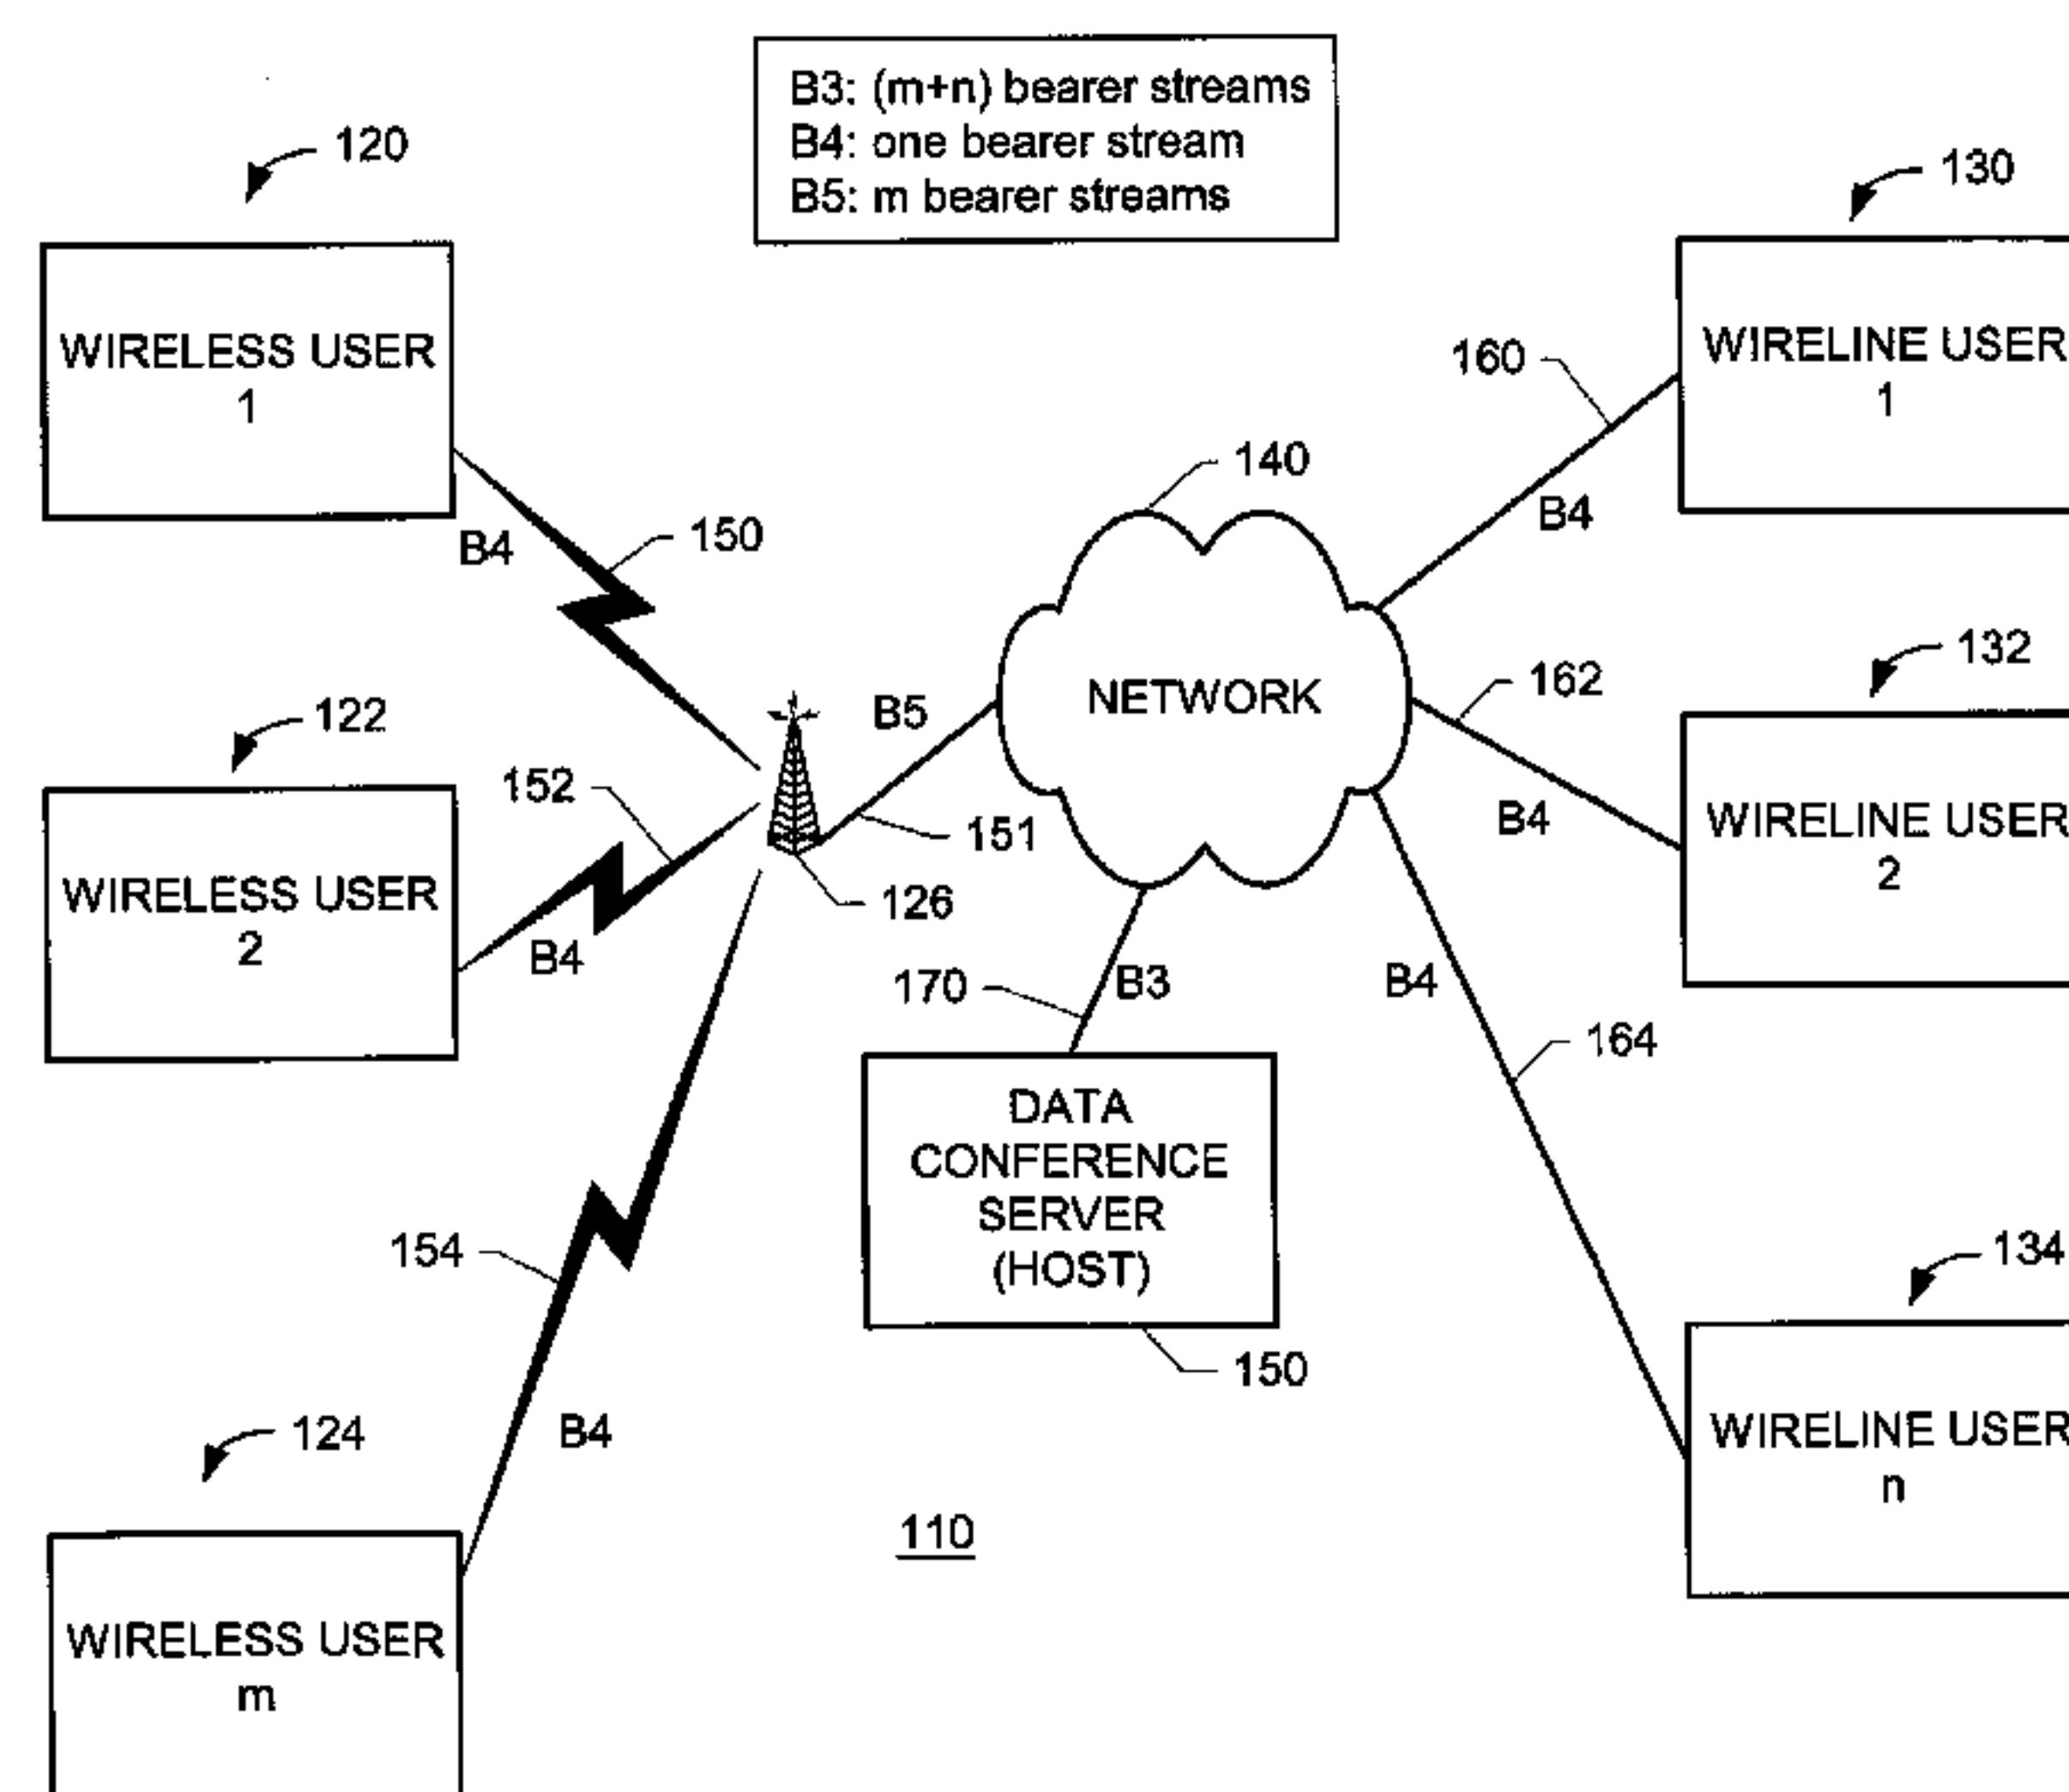 B3: (m+n) bearer streams
B4: one bearer stream
B5: m bearer streams
120
130
WIRELESS USER
1
WIRELINE USER
1
160
140
B4
150
B4
NETWORK
132
162
122
B5
152
151
B4
WIRELINE USER
2
WIRELESS USER
2
126
B4
170
B3
B4
164
DATA
CONFERENCE
SERVER
(HOST)
154
134
150
124
B4
WIRELINE USER
n
110
WIRELESS USER
m